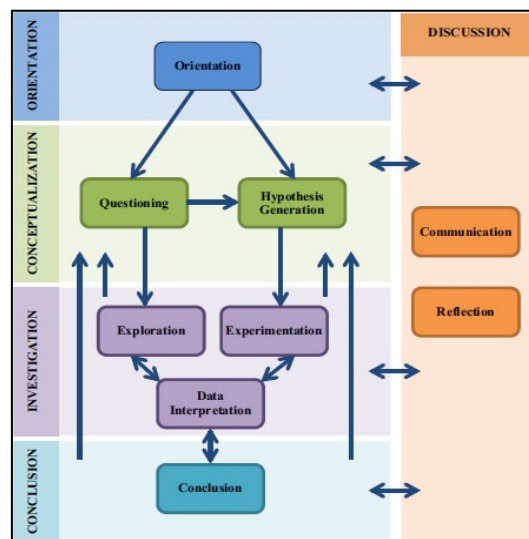 ORIENTATION
Orientation
DISCUSSION
CONCEPTUALIZATION
Questioning
Hypothesis
Generation
Communication
Reflection
INVESTIGATION
Exploration
Experimentation
Data
Interpretation
CONCLUSION
Conclusion